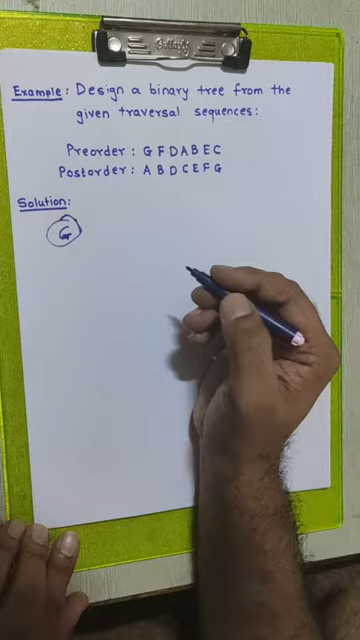 Example: Design a binary tree from the
given traversal sequences:
Preorder: G F D A B E C
Postorder: A B D C E F G
Solution:
G